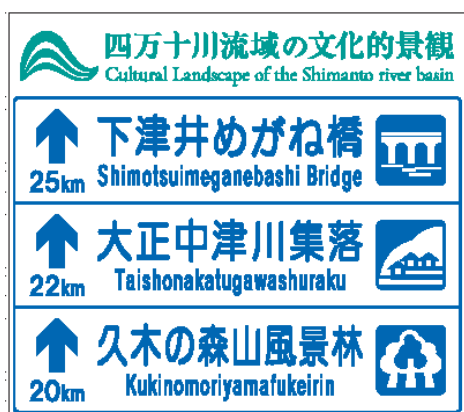 四万十川流域の文化的景観
Cultural Landscape of the Shimanto river basin
下津井めがね橋
25km Shimotsuimeganebashi Bridge
大正中津川集落
22km Taishonakatugawashuraku
久木の森山風景林
20km Kukinomoriyamafukeirin